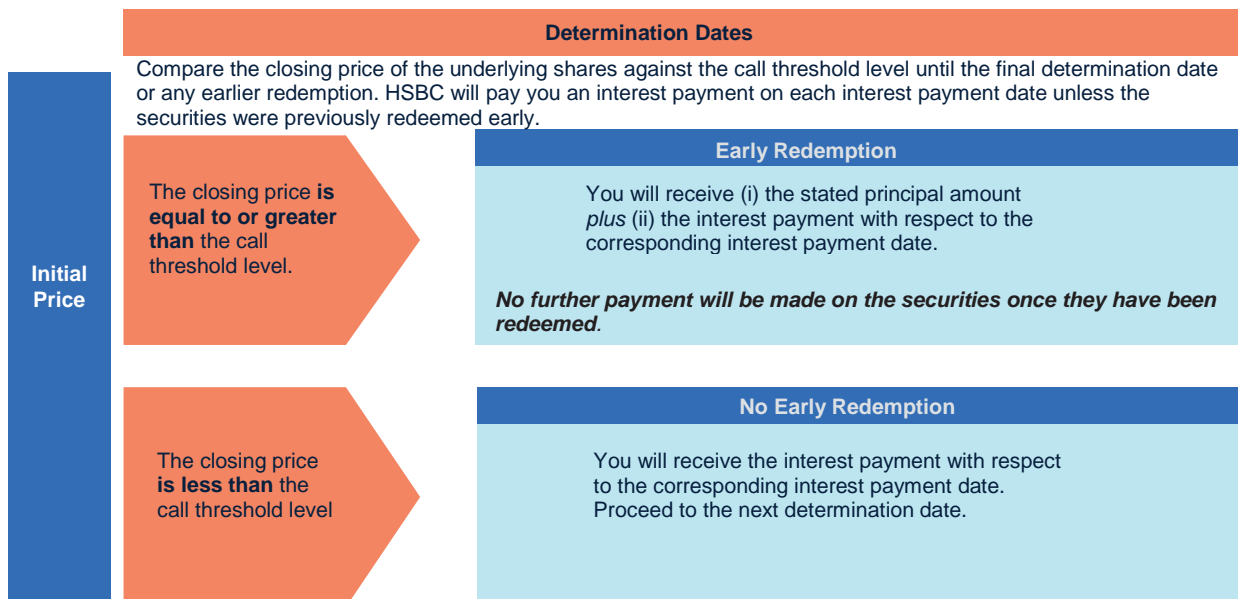 Determination Dates
Compare the closing price of the underlying shares against the call threshold level until the final determination date
or any earlier redemption. HSBC will pay you an interest payment on each interest payment date unless the
securities were previously redeemed early.
Initial
Price
The closing price is
equal to or greater
than the call
threshold level.
Early Redemption
You will receive (i) the stated principal amount
plus (ii) the interest payment with respect to the
corresponding interest payment date.
No further payment will be made on the securities once they have been
redeemed.
The closing price
is less than the
call threshold level
No Early Redemption
You will receive the interest payment with respect
to the corresponding interest payment date.
Proceed to the next determination date.